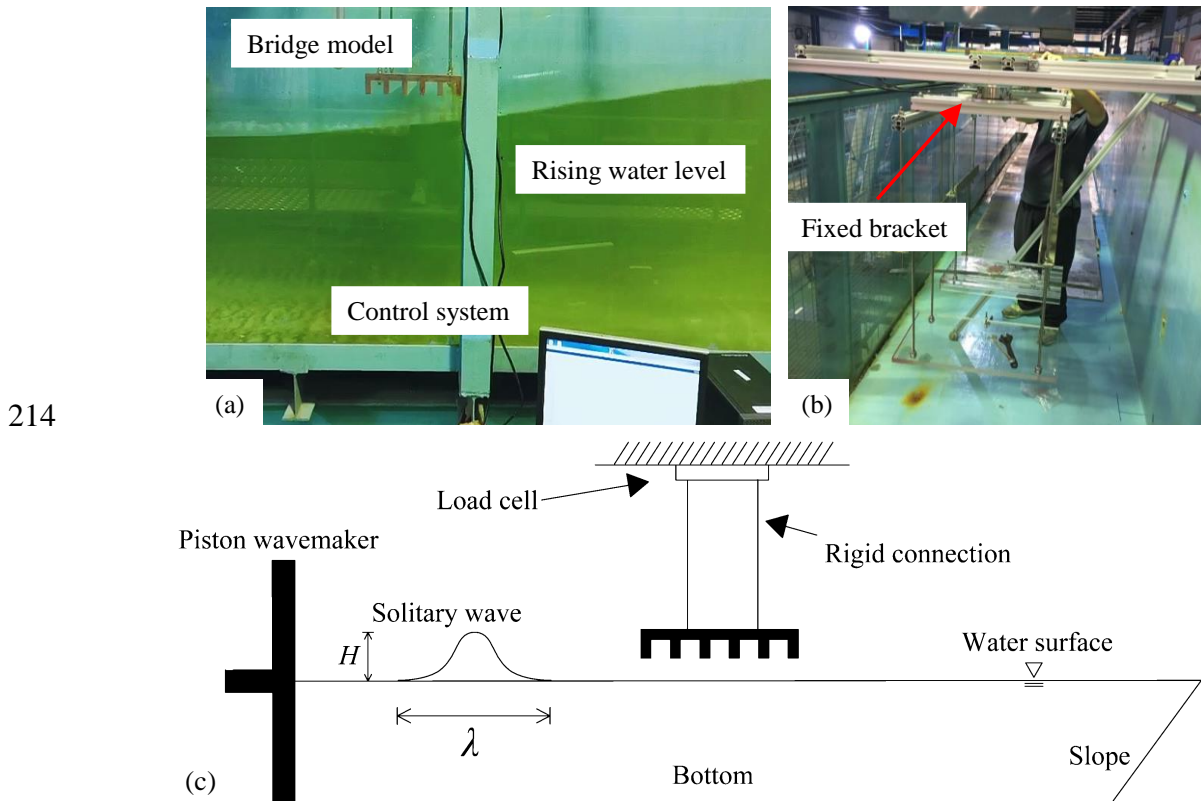 Bridge model
Rising water level
Control system
(a)
Fixed bracket
(b)
214
Load cell
Rigid connection
Piston wavemaker
Solitary wave
H
λ
Water surface
Slope
Bottom
(c)